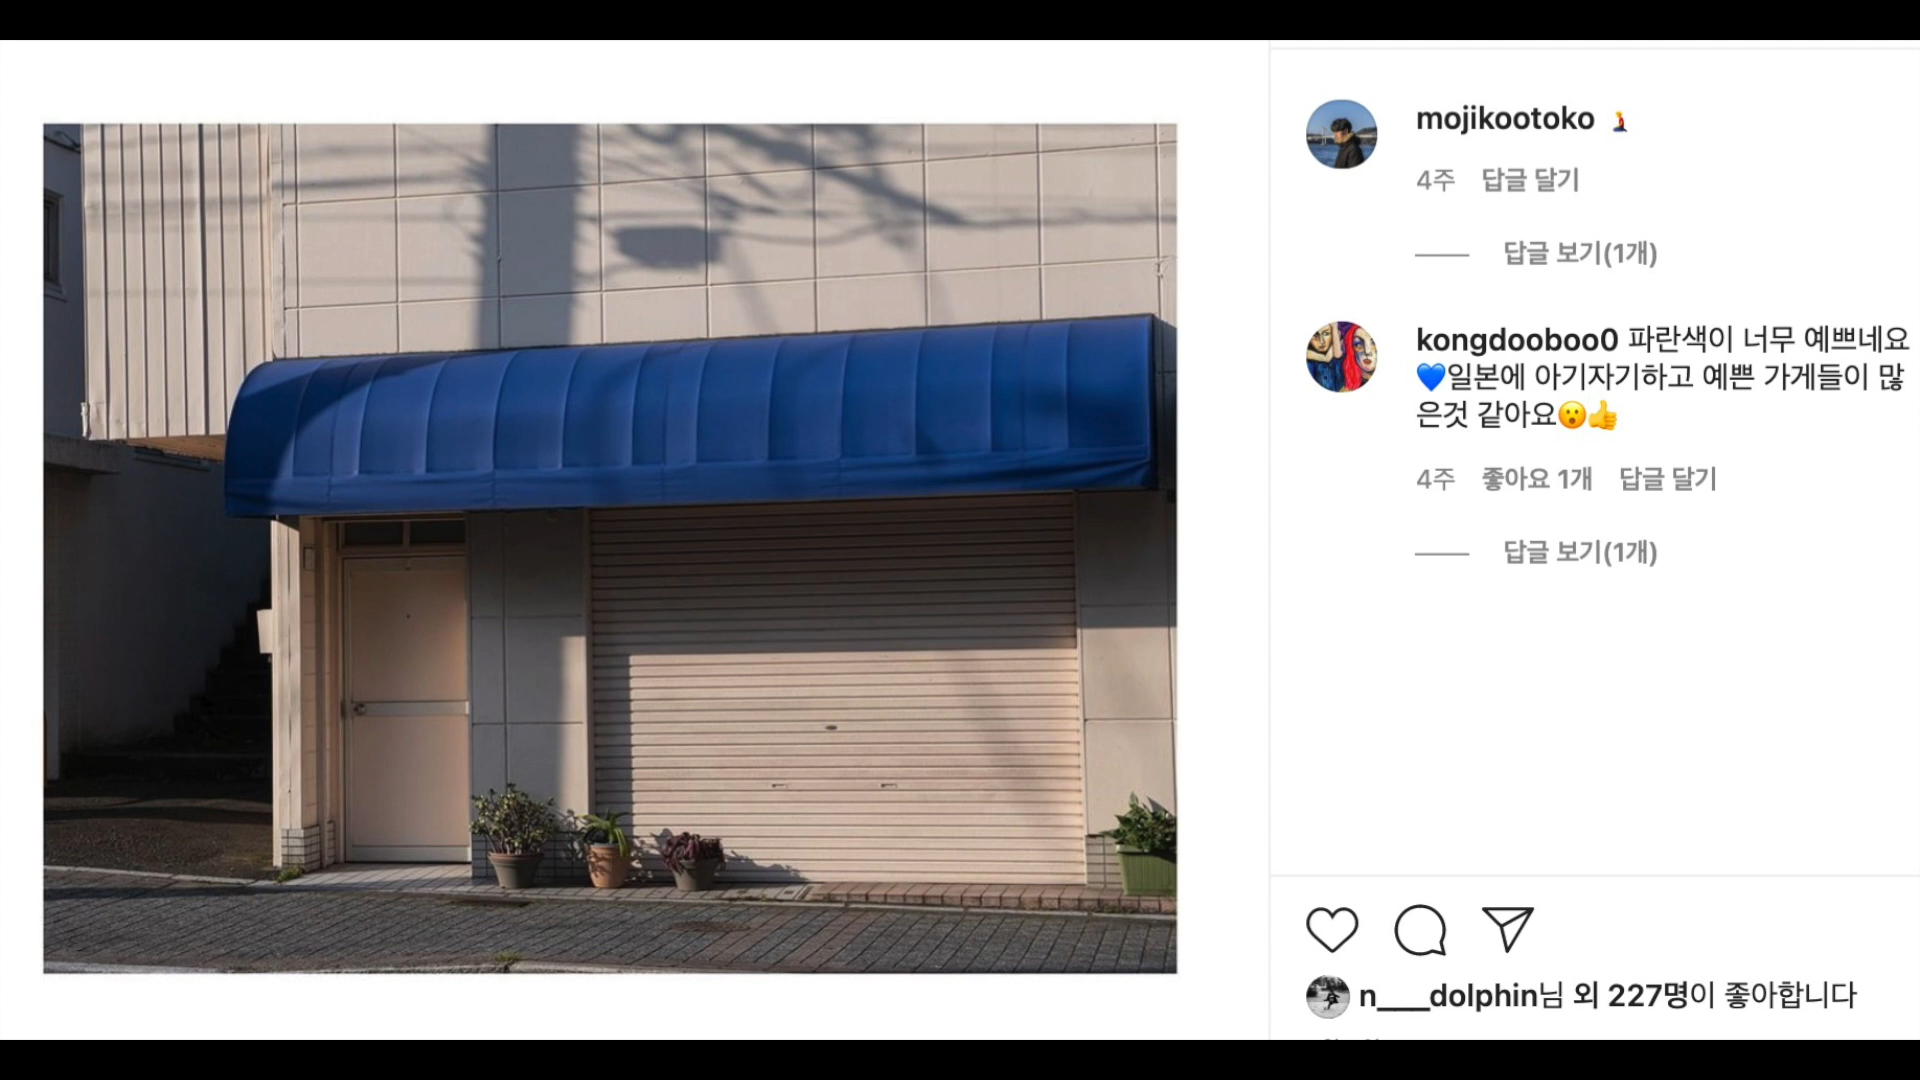 mojikootoko
4주 답글 달기
답글 보기(1개)
kongdooboo0 파란색이 너무 예쁘네요
💙일본에 아기자기하고 예쁜 가게들이 많
은것 같아요😮👍
4주 좋아요 1개 답글 달기
답글 보기(1개)
n___dolphin님 외 227명이 좋아합니다